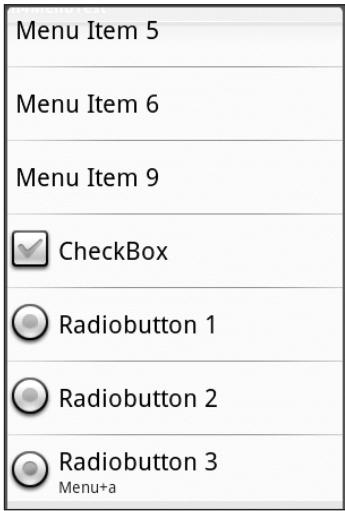 Menu Item 5
Menu Item 6
Menu Item 9
CheckBox
Radiobutton 1
Radiobutton 2
Radiobutton 3
Menu+a